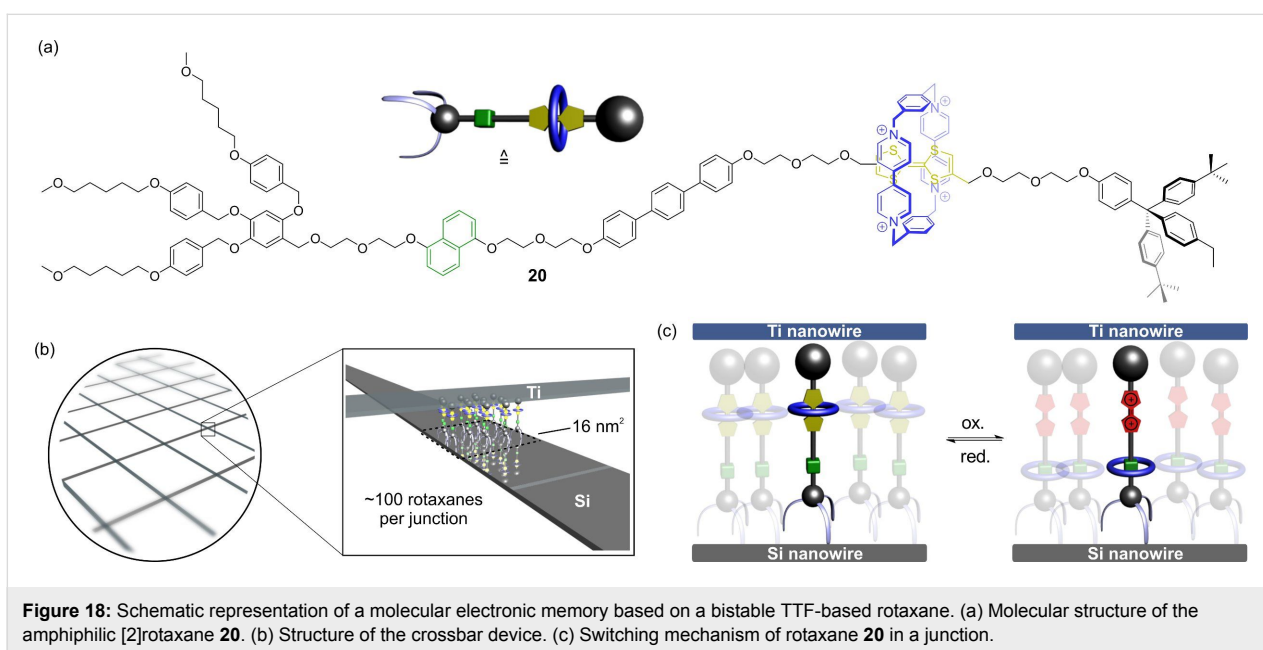 (a)
O
O
N⊕ N⊕
S S
S S
N⊕ N⊕
O O O O
O O O O
O O O O
O O O
O O O O
O O O
≙
20
(b)
Ti
16 nm²
~100 rotaxanes
per junction
Si
(c)
Ti nanowire
Si nanowire
ox.
red.
Ti nanowire
Si nanowire
Figure 18: Schematic representation of a molecular electronic memory based on a bistable TTF-based rotaxane. (a) Molecular structure of the
amphiphilic [2]rotaxane 20. (b) Structure of the crossbar device. (c) Switching mechanism of rotaxane 20 in a junction.